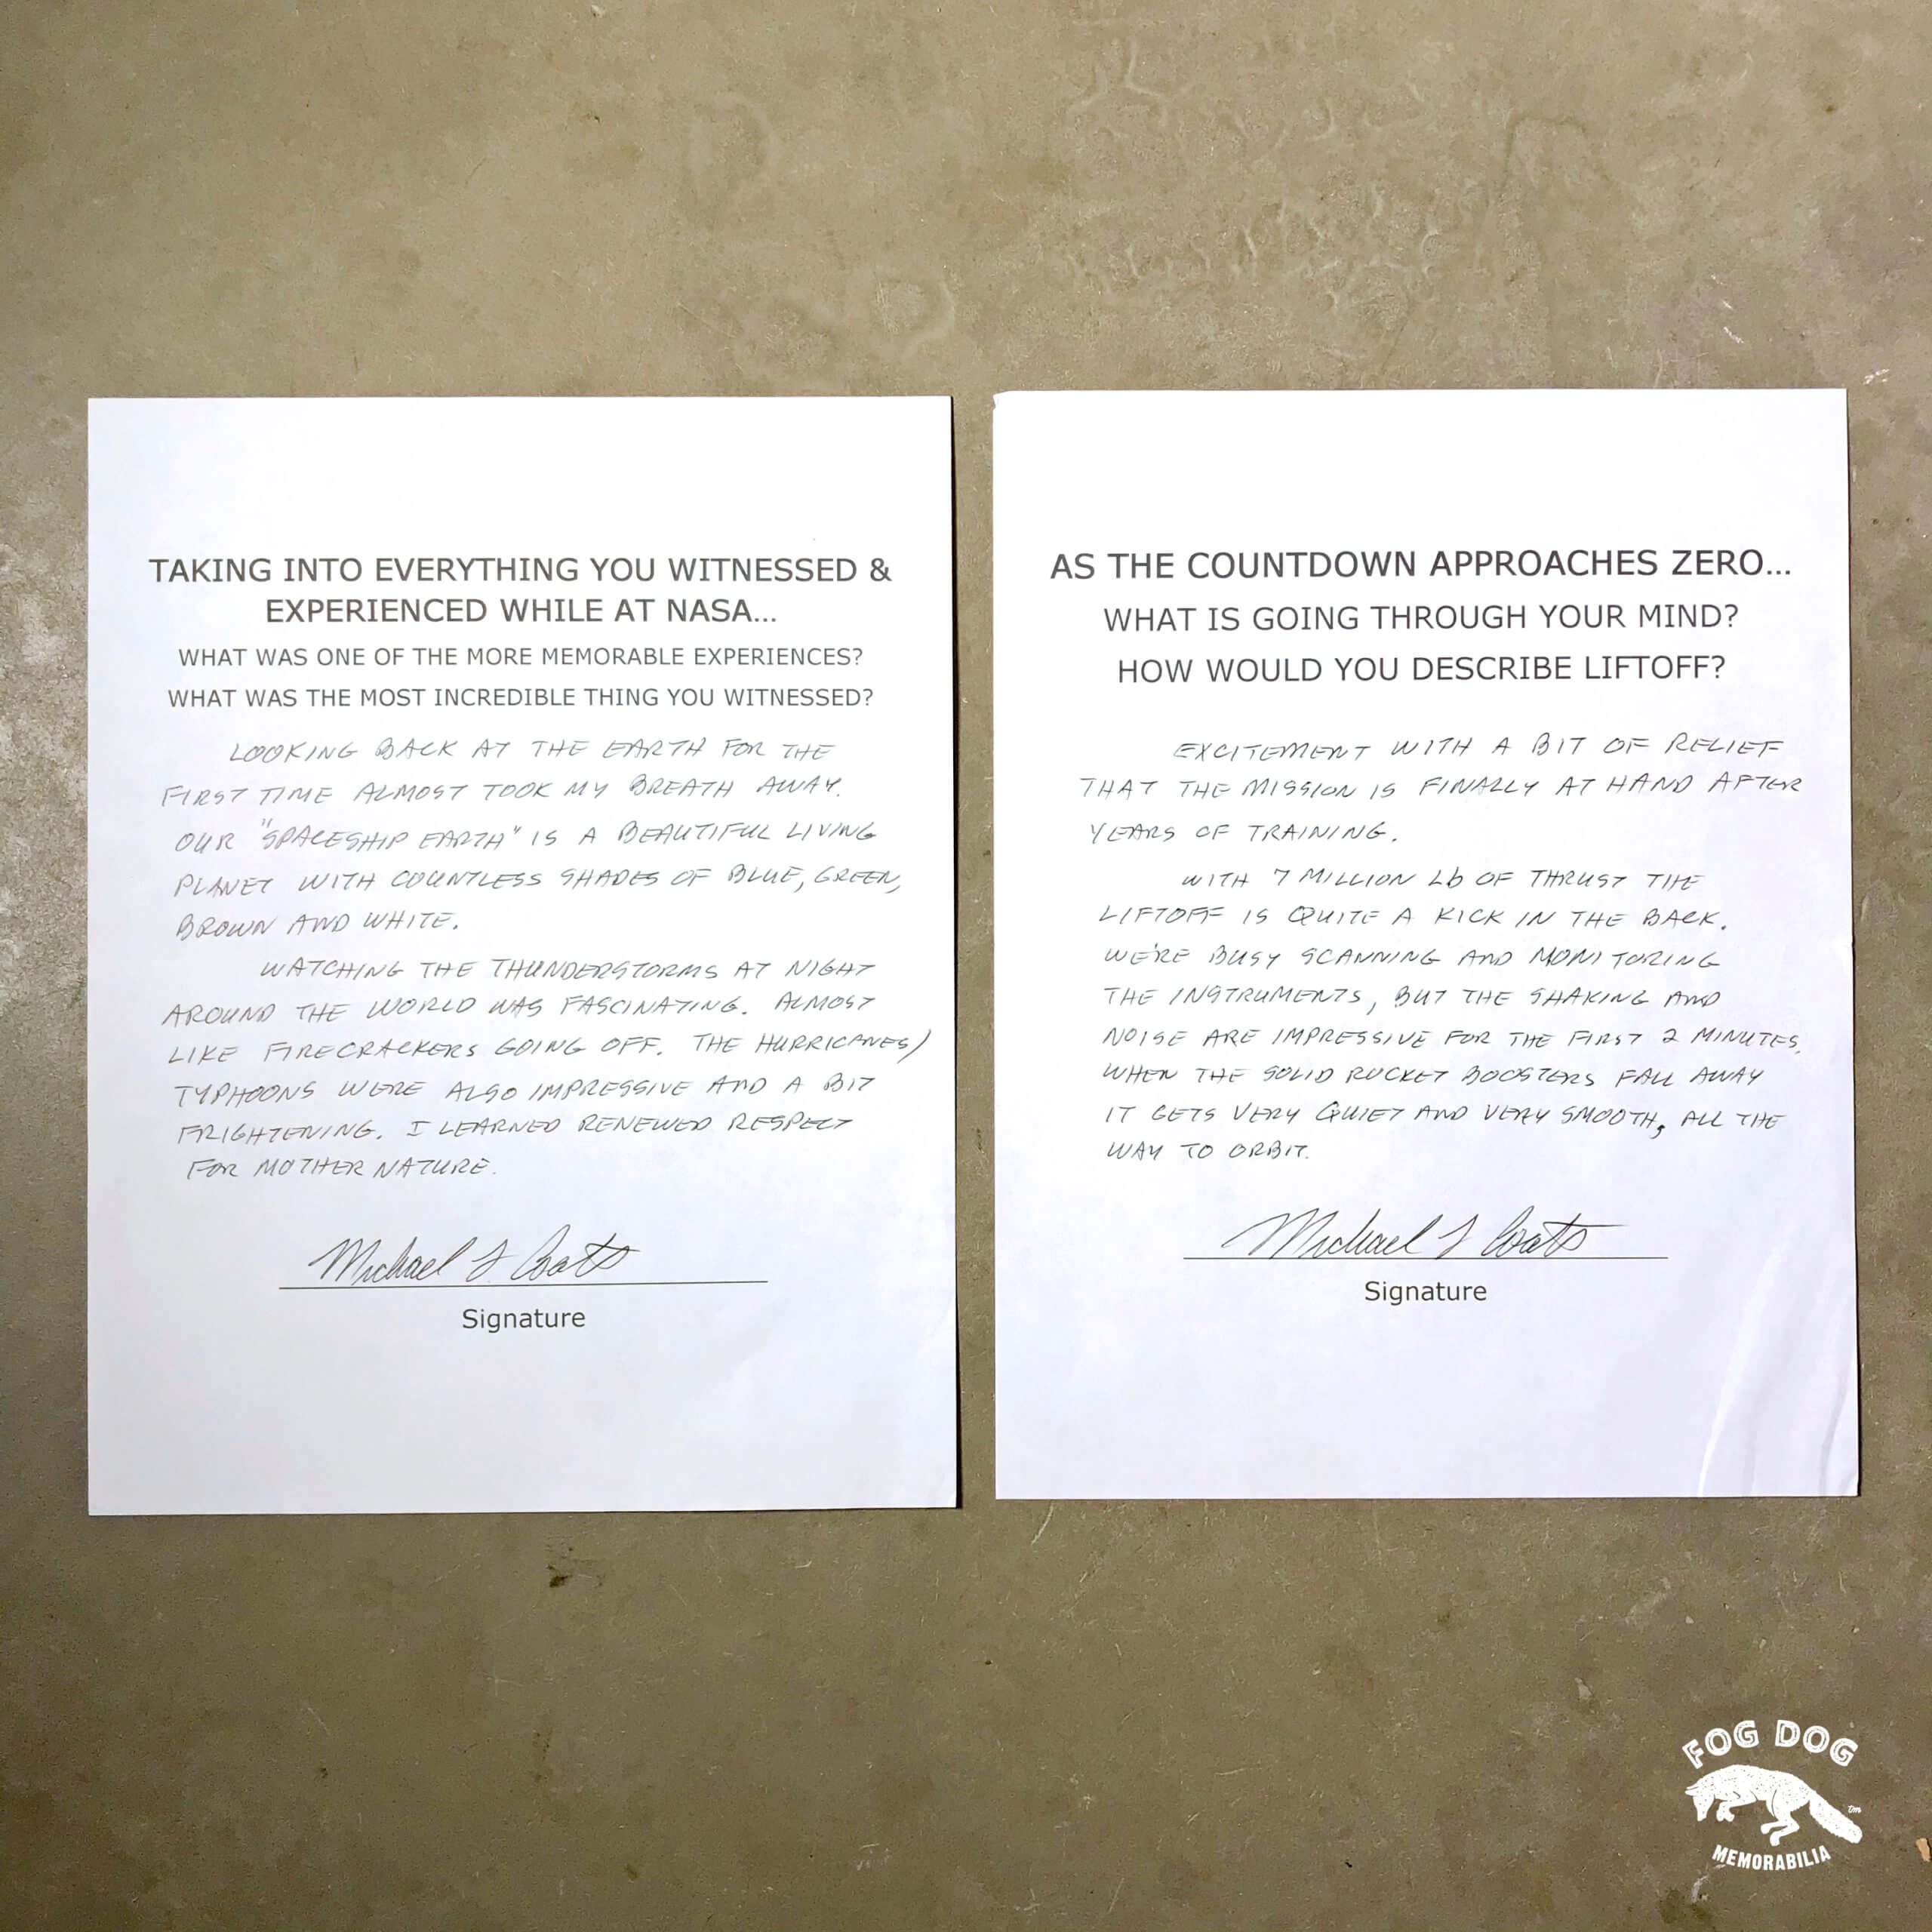 TAKING INTO EVERYTHING YOU WITNESSED &
EXPERIENCED WHILE AT NASA...
WHAT WAS ONE OF THE MORE MEMORABLE EXPERIENCES?
WHAT WAS THE MOST INCREDIBLE THING YOU WITNESSED?
LOOKING BACK AT THE EARTH FOR THE
FIRST TIME ALMOST TOOK MY BREATH AWAY.
OUR "SPACESHIP EARTH" IS A BEAUTIFUL LIVING
PLANET WITH COUNTLESS SHADES OF BLUE, GREEN,
BROWN AND WHITE.
WATCHING THE THUNDERSTORMS AT NIGHT
AROUND THE WORLD WAS FASCINATING. ALMOST
LIKE FIRECRACKERS GOING OFF. THE HURRICANES/
TYPHOONS WERE ALSO IMPRESSIVE AND A BIT
FRIGHTENING. I LEARNED RENEWED RESPECT
FOR MOTHER NATURE.
Michael L Coats
Signature
AS THE COUNTDOWN APPROACHES ZERO...
WHAT IS GOING THROUGH YOUR MIND?
HOW WOULD YOU DESCRIBE LIFTOFF?
EXCITEMENT WITH A BIT OF RELIEF
THAT THE MISSION IS FINALLY AT HAND AFTER
YEARS OF TRAINING.
WITH 7 MILLION Lb OF THRUST THE
LIFTOFF IS QUITE A KICK IN THE BACK.
WE'RE BUSY SCANNING AND MONITORING
THE INSTRUMENTS, BUT THE SHAKING AND
NOISE ARE IMPRESSIVE FOR THE FIRST 2 MINUTES.
WHEN THE SOLID ROCKET BOOSTERS FALL AWAY
IT GETS VERY QUIET AND VERY SMOOTH, ALL THE
WAY TO ORBIT.
Michael L Coats
Signature
FOG DOG
TM
MEMORABILIA